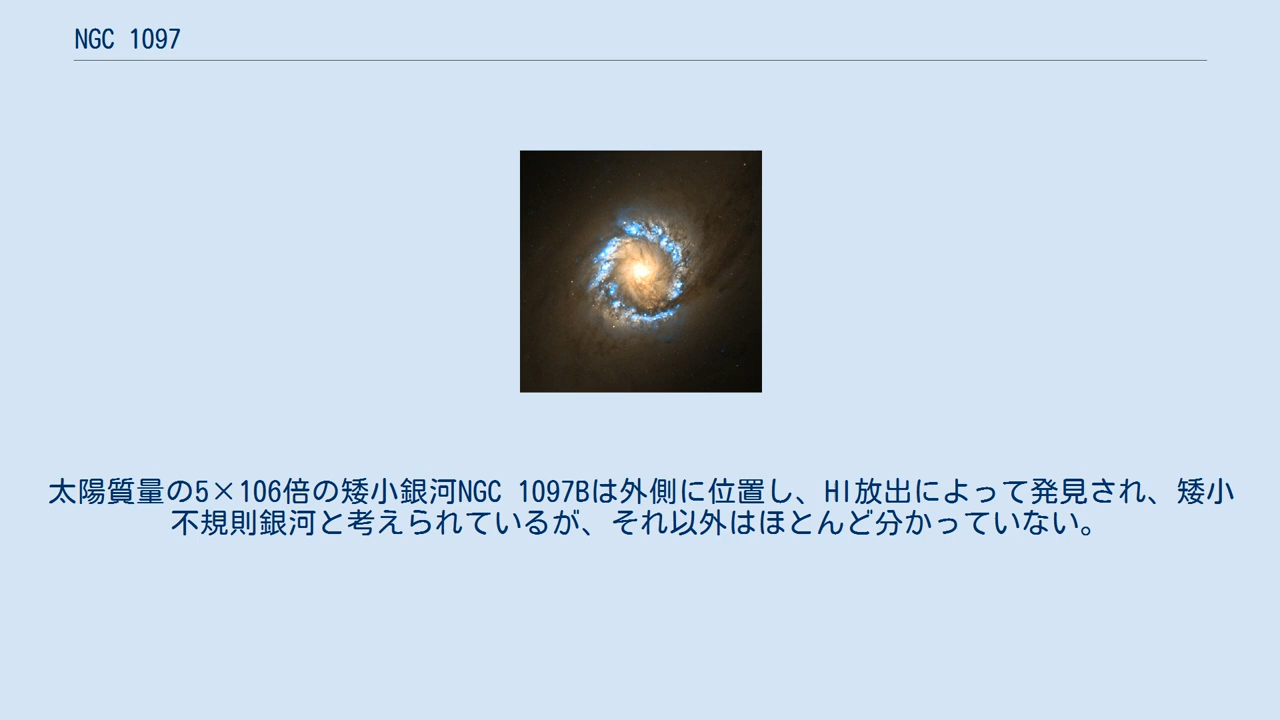 NGC 1097
太陽質量の5×106倍の矮小銀河NGC 1097Bは外側に位置し、HI放出によって発見され、矮小
不規則銀河と考えられているが、それ以外はほとんど分かっていない。